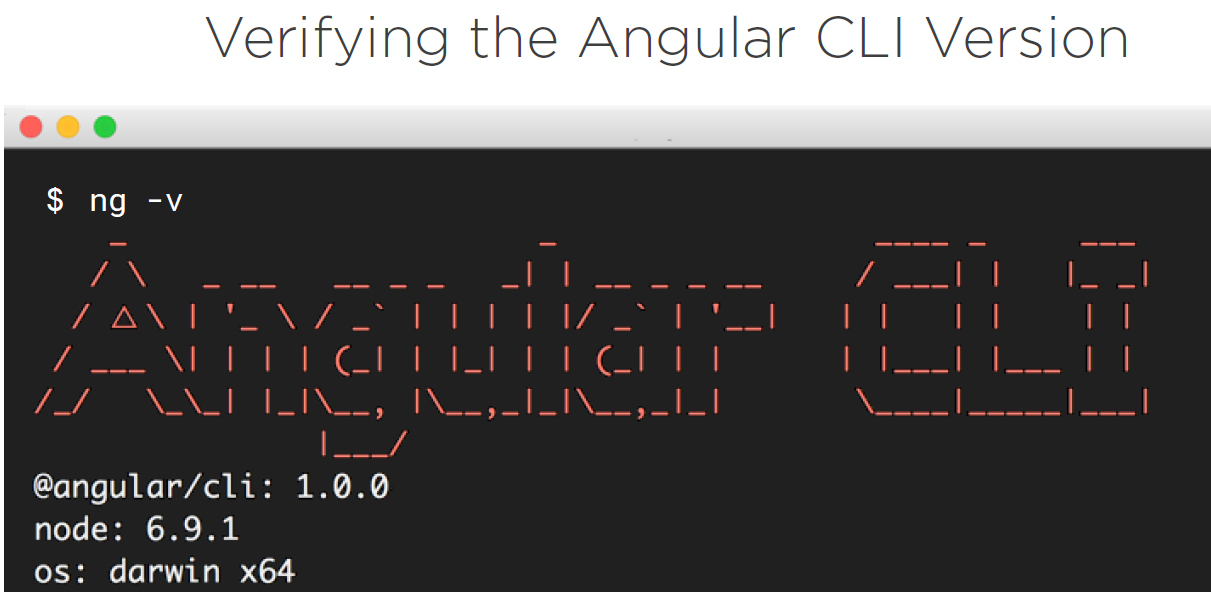 Verifying the Angular CLI Version
$ ng -v
Angular CLI
@angular/cli: 1.0.0
node: 6.9.1
os: darwin x64